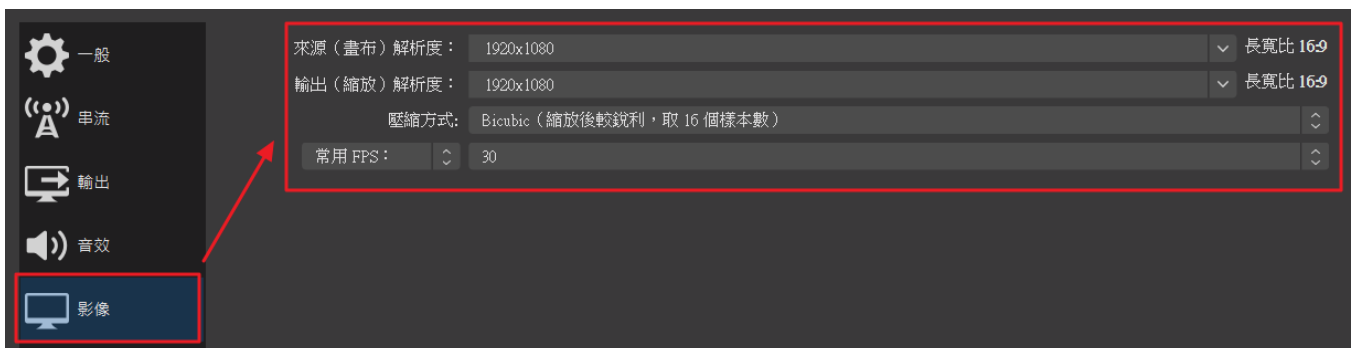 一般
串流
輸出
音效
影像
來源（畫布）解析度： 1920x1080 長寬比 16:9
輸出（縮放）解析度： 1920x1080 長寬比 16:9
壓縮方式: Bicubic（縮放後較銳利，取 16 個樣本數）
常用 FPS： 30